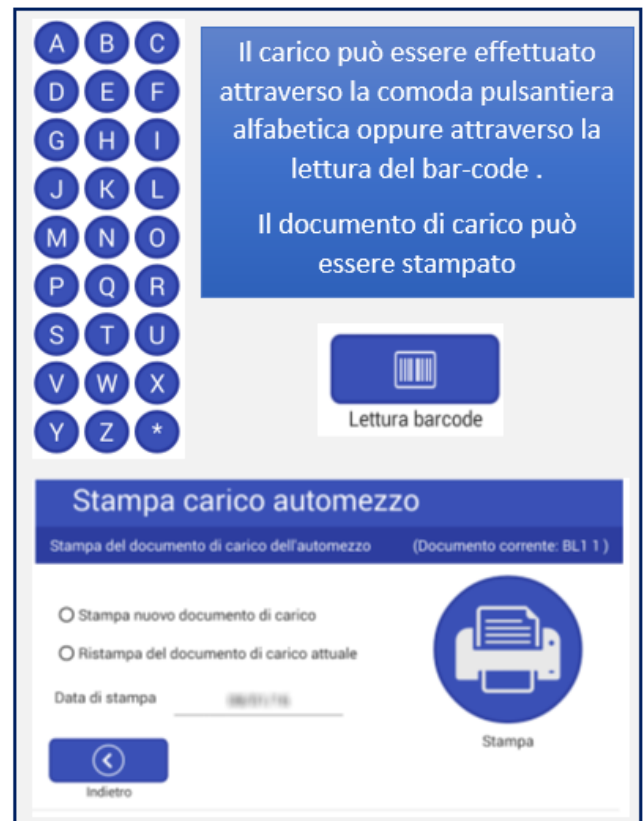 A B C
D E F
G H I
J K L
M N O
P Q R
S T U
V W X
Y Z *
Il carico può essere effettuato
attraverso la comoda pulsantiera
alfabetica oppure attraverso la
lettura del bar-code .
Il documento di carico può
essere stampato
Lettura barcode
Stampa carico automezzo
Stampa del documento di carico dell'automezzo (Documento corrente: BL1 1 )
Stampa nuovo documento di carico
Ristampa del documento di carico attuale
Data di stampa
Stampa
Indietro